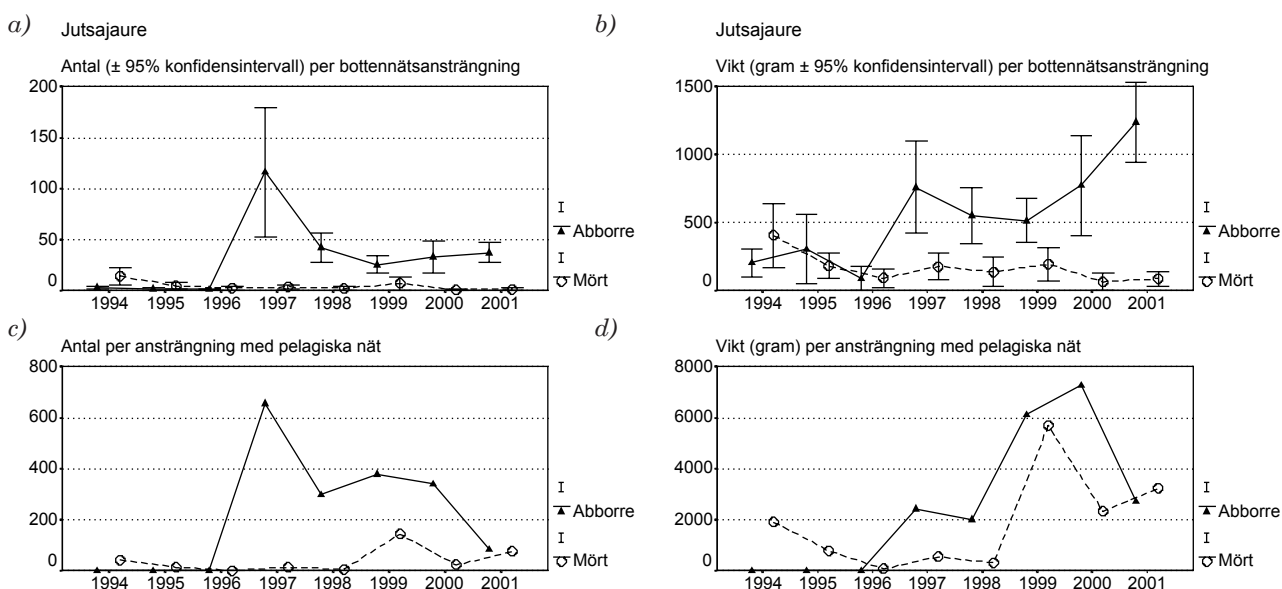 a)
Jutsajaure
Antal (± 95% konfidensintervall) per bottennätsansträngning
200
150
100
50
0
1994 1995 1996 1997 1998 1999 2000 2001
Abborre
Mört
b)
Jutsajaure
Vikt (gram ± 95% konfidensintervall) per bottennätsansträngning
1500
1000
500
0
1994 1995 1996 1997 1998 1999 2000 2001
Abborre
Mört
c)
Antal per ansträngning med pelagiska nät
800
600
400
200
0
1994 1995 1996 1997 1998 1999 2000 2001
Abborre
Mört
d)
Vikt (gram) per ansträngning med pelagiska nät
8000
6000
4000
2000
0
1994 1995 1996 1997 1998 1999 2000 2001
Abborre
Mört